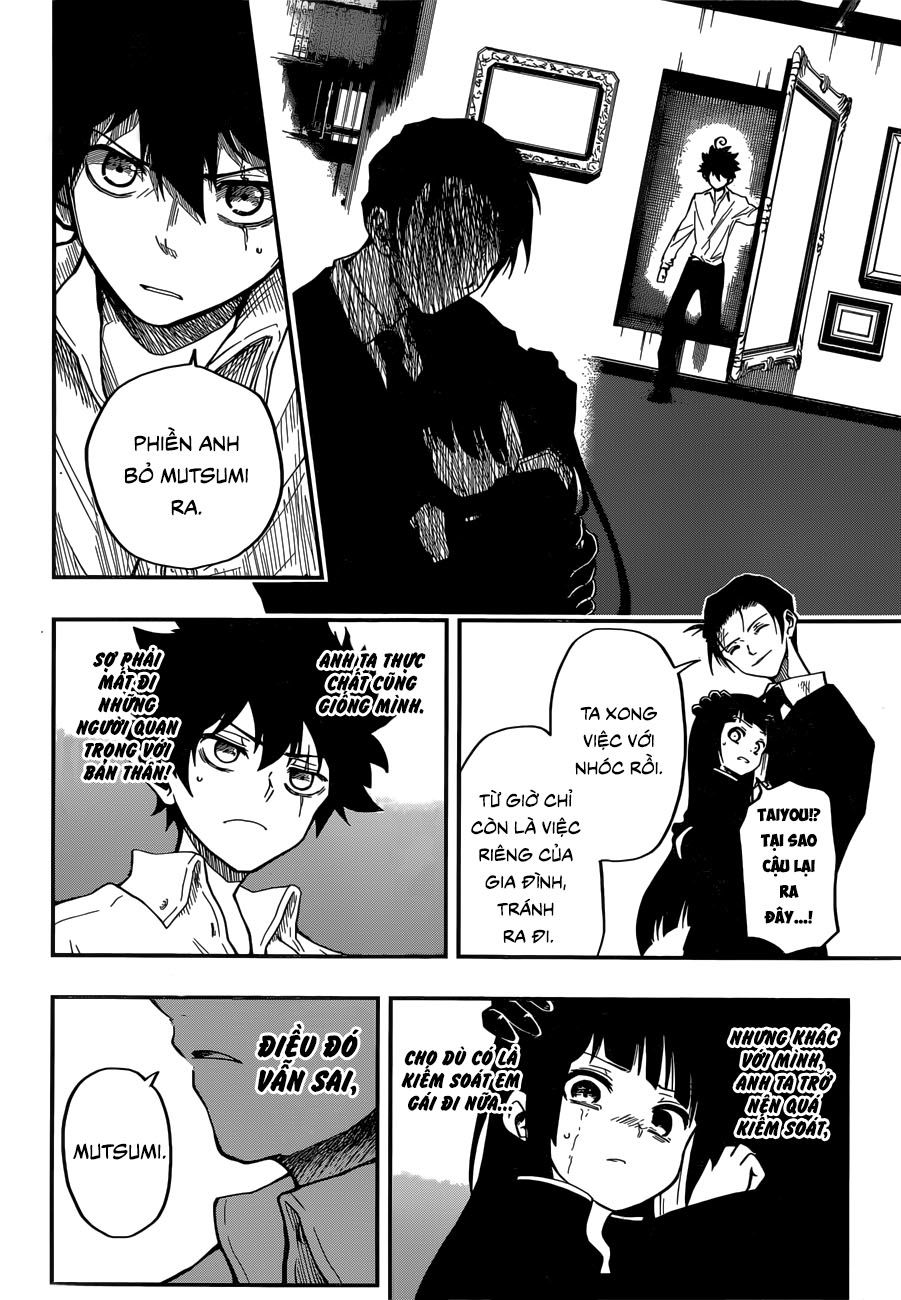 PHIỀN ANH
BỎ MUTSUMI
RA.
TAIYOU!?
TẠI SAO
CẬU LẠI
RA
ĐÂY...!
TA XONG
VIỆC VỚI
NHÓC RỒI.
TỪ GIỜ CHỈ
CÒN LÀ VIỆC
RIÊNG CỦA
GIA ĐÌNH,
TRÁNH
RA ĐI.
ANH TA THỰC
CHẤT CŨNG
GIỐNG MÌNH.
SỢ PHẢI
MẤT ĐI
NHỮNG
NGƯỜI QUAN
TRỌNG VỚI
BẢN THÂN!
NHƯNG KHÁC
VỚI MÌNH,
ANH TA TRỞ
NÊN QUÁ
KIỂM SOÁT,
CHO DÙ CÓ LÀ
KIỂM SOÁT EM
GÁI ĐI NỮA...
ĐIỀU ĐÓ
VẪN SAI,
MUTSUMI.